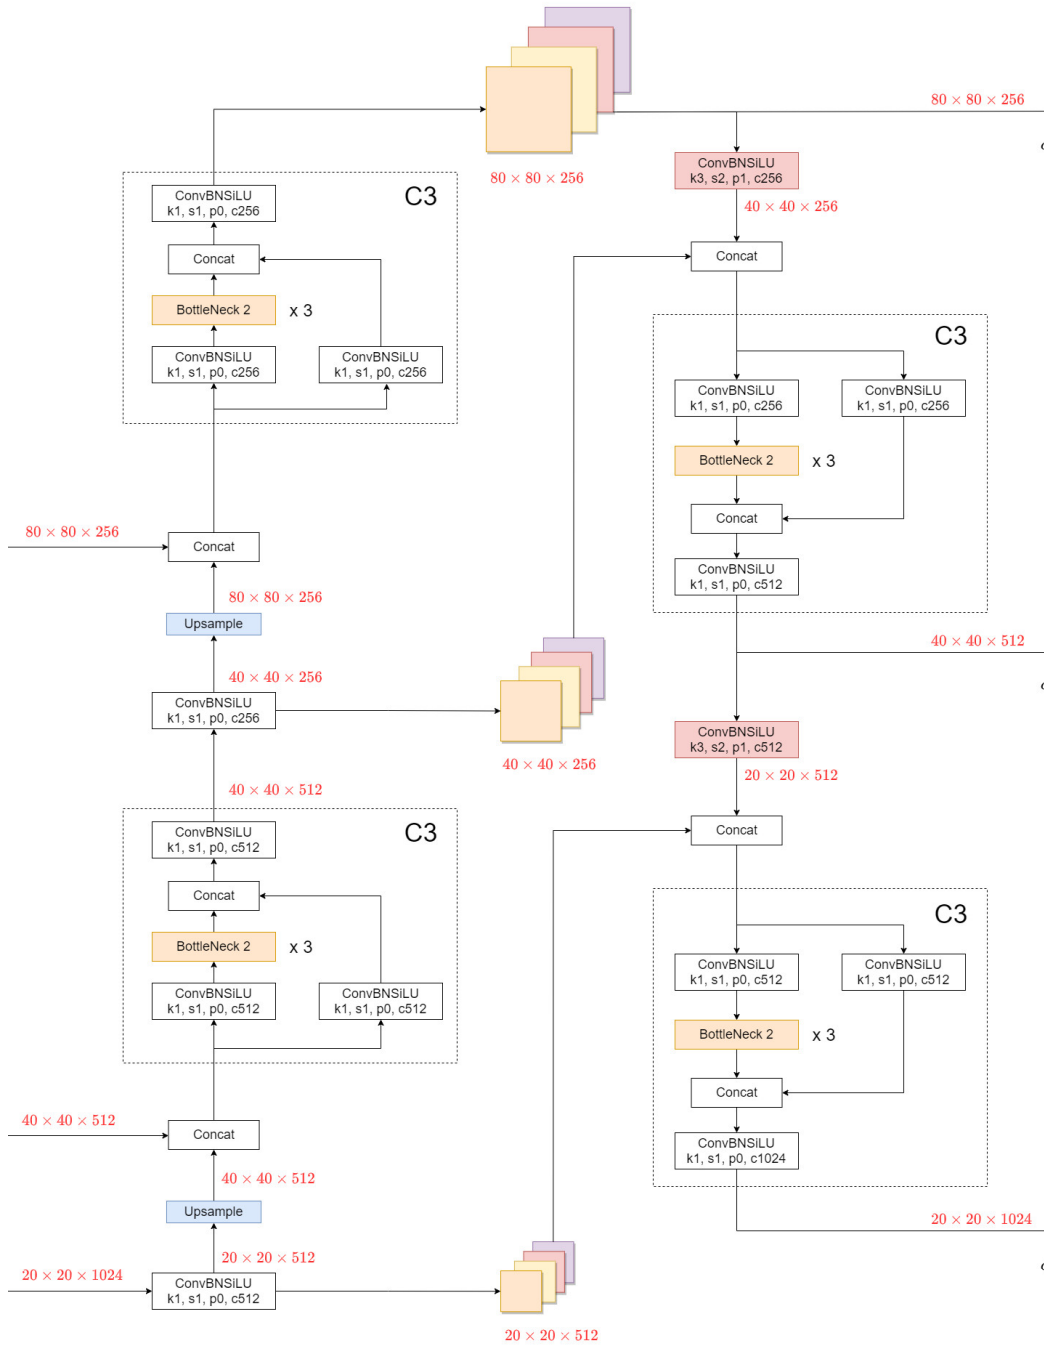 80 × 80 × 256
ConvBNSiLU
k3, s2, p1, c256
80 × 80 × 256
40 × 40 × 256
C3
ConvBNSiLU
k1, s1, p0, c256
Concat
BottleNeck 2
x 3
ConvBNSiLU
k1, s1, p0, c256
ConvBNSiLU
k1, s1, p0, c256
Concat
C3
ConvBNSiLU
k1, s1, p0, c256
ConvBNSiLU
k1, s1, p0, c256
BottleNeck 2
x 3
Concat
ConvBNSiLU
k1, s1, p0, c512
80 × 80 × 256
Concat
80 × 80 × 256
Upsample
40 × 40 × 256
ConvBNSiLU
k1, s1, p0, c256
40 × 40 × 256
40 × 40 × 512
ConvBNSiLU
k3, s2, p1, c512
20 × 20 × 512
40 × 40 × 512
C3
ConvBNSiLU
k1, s1, p0, c512
Concat
BottleNeck 2
x 3
ConvBNSiLU
k1, s1, p0, c512
ConvBNSiLU
k1, s1, p0, c512
Concat
C3
ConvBNSiLU
k1, s1, p0, c512
ConvBNSiLU
k1, s1, p0, c512
BottleNeck 2
x 3
Concat
ConvBNSiLU
k1, s1, p0, c1024
40 × 40 × 512
Concat
40 × 40 × 512
Upsample
20 × 20 × 512
20 × 20 × 1024
ConvBNSiLU
k1, s1, p0, c512
20 × 20 × 512
20 × 20 × 1024